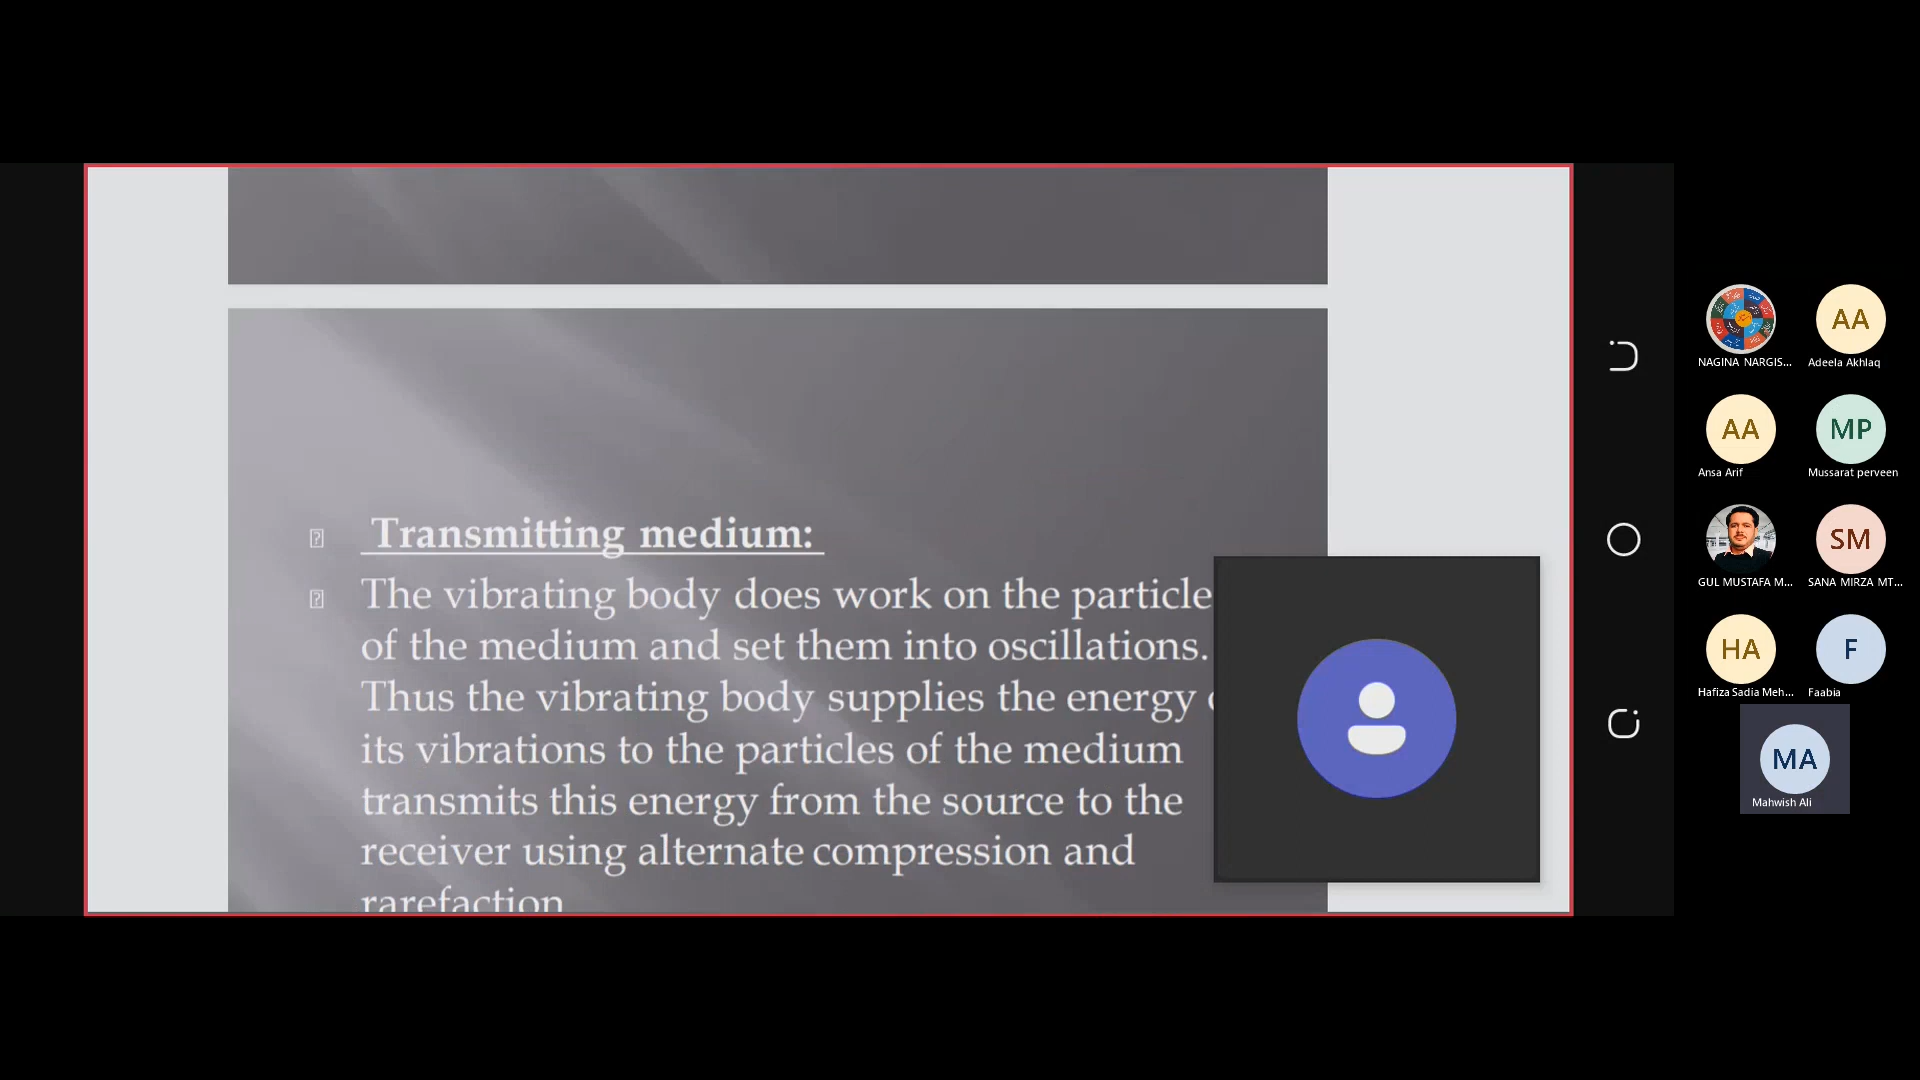 Transmitting medium:
The vibrating body does work on the particle
of the medium and set them into oscillations.
Thus the vibrating body supplies the energy
its vibrations to the particles of the medium
transmits this energy from the source to the
receiver using alternate compression and
rarefaction
NAGINA NARGIS...
AA
Adeela Akhlaq
AA
Ansa Arif
MP
Mussarat perveen
GUL MUSTAFA M...
SM
SANA MIRZA MT...
HA
Hafiza Sadia Meh...
F
Faabia
MA
Mahwish Ali